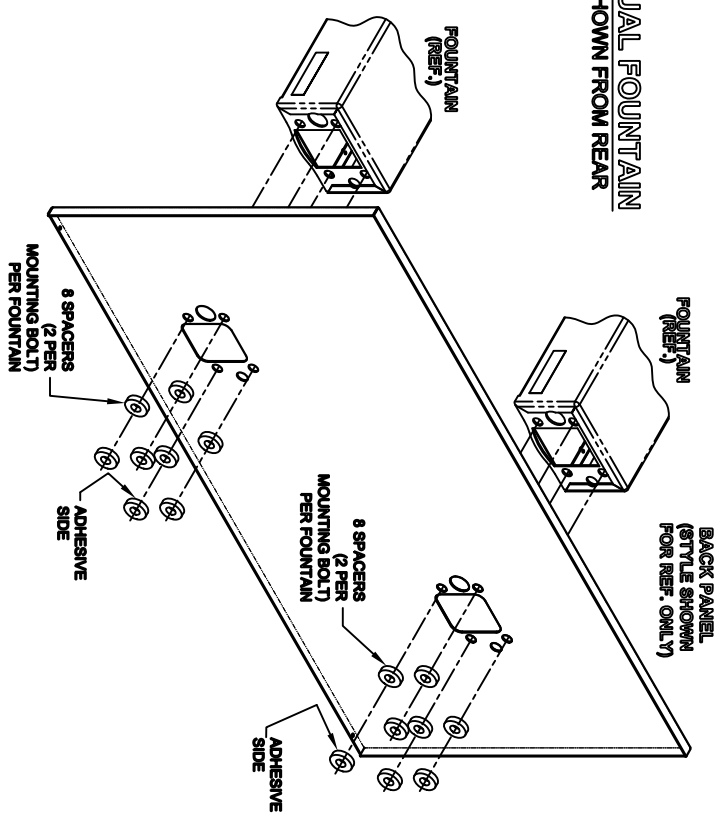 UAL FOUNTAIN
HOWN FROM REAR
FOUNTAIN
(REF.)
FOUNTAIN
(REF.)
BACK PANEL
(STYLE SHOWN
FOR REF. ONLY)
8 SPACERS
(2 PER
MOUNTING BOLT)
PER FOUNTAIN
ADHESIVE
SIDE
8 SPACERS
(2 PER
MOUNTING BOLT)
PER FOUNTAIN
ADHESIVE
SIDE